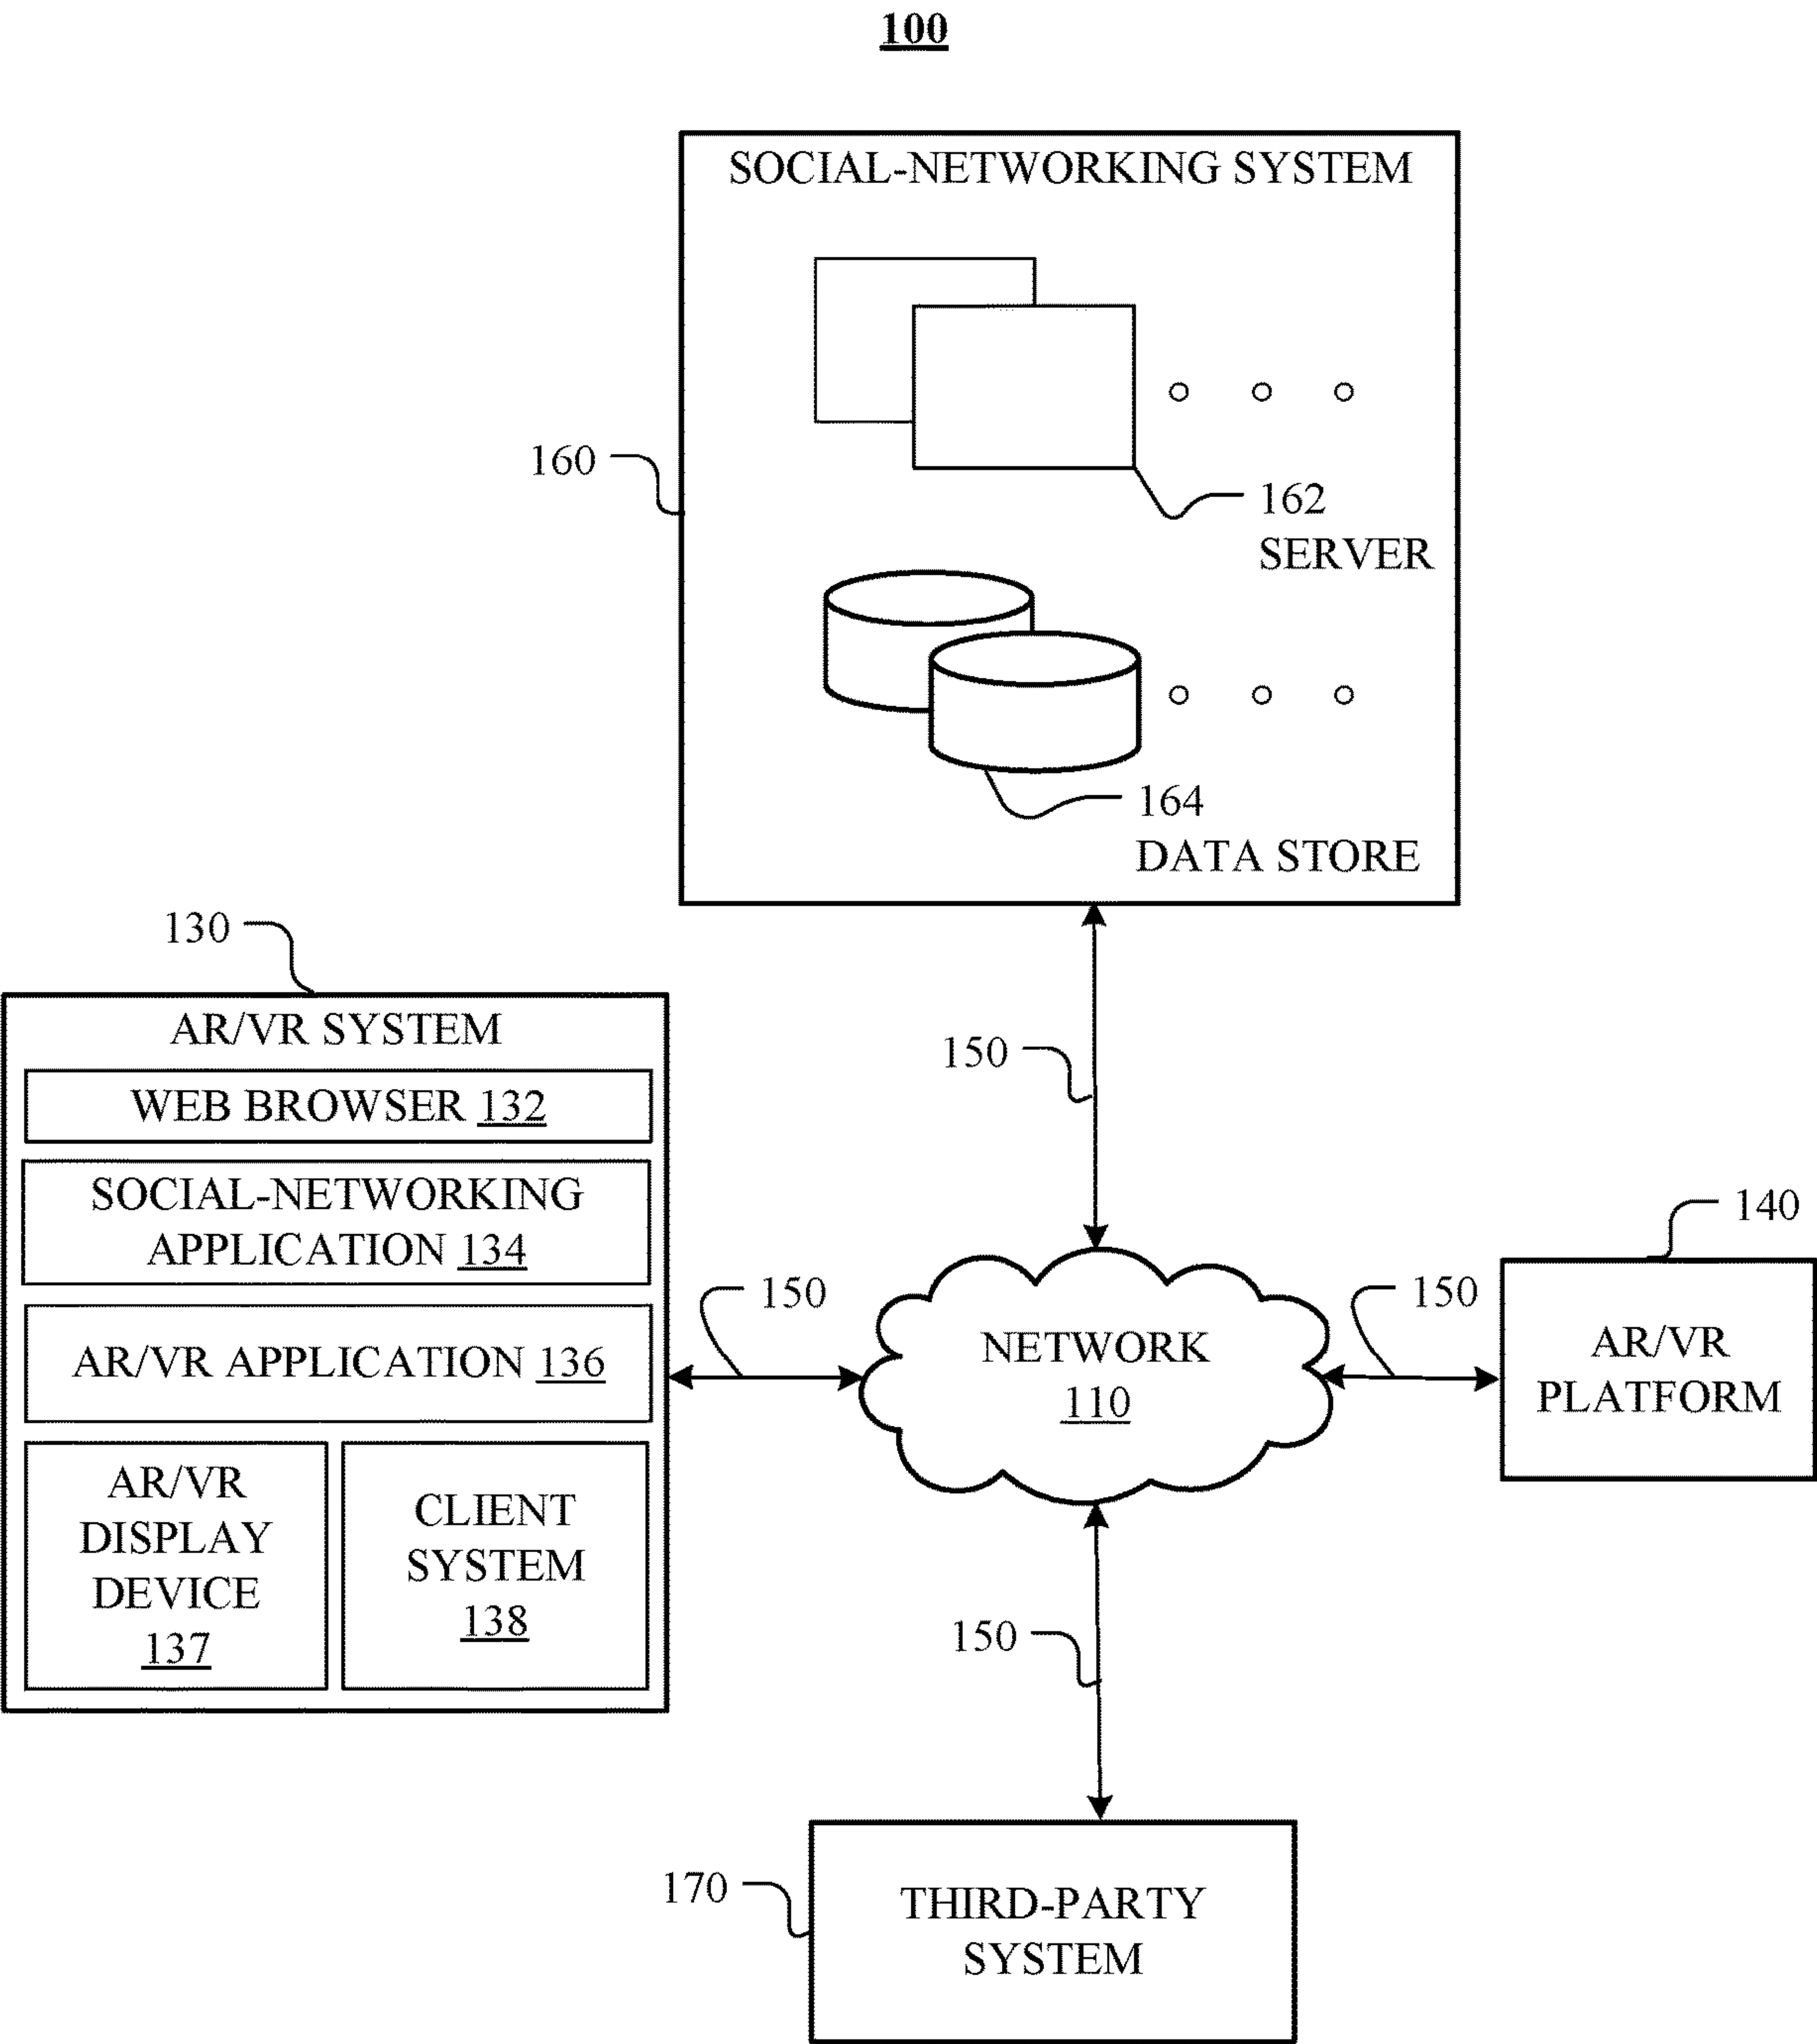 100
SOCIAL-NETWORKING SYSTEM
160
162
SERVER
164
DATA STORE
130
AR/VR SYSTEM
WEB BROWSER 132
SOCIAL-NETWORKING
APPLICATION 134
AR/VR APPLICATION 136
AR/VR
DISPLAY
DEVICE
137
CLIENT
SYSTEM
138
150
150
NETWORK
110
150
140
AR/VR
PLATFORM
150
170
THIRD-PARTY
SYSTEM